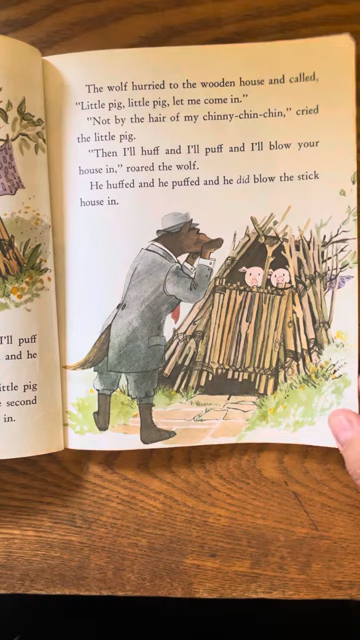 The wolf hurried to the wooden house and called,
"Little pig, little pig, let me come in."
"Not by the hair of my chinny-chin-chin," cried
the little pig.
"Then I'll huff and I'll puff and I'll blow your
house in," roared the wolf.
He huffed and he puffed and he did blow the stick
house in.
I'll puff
and he
little pig
second
in.